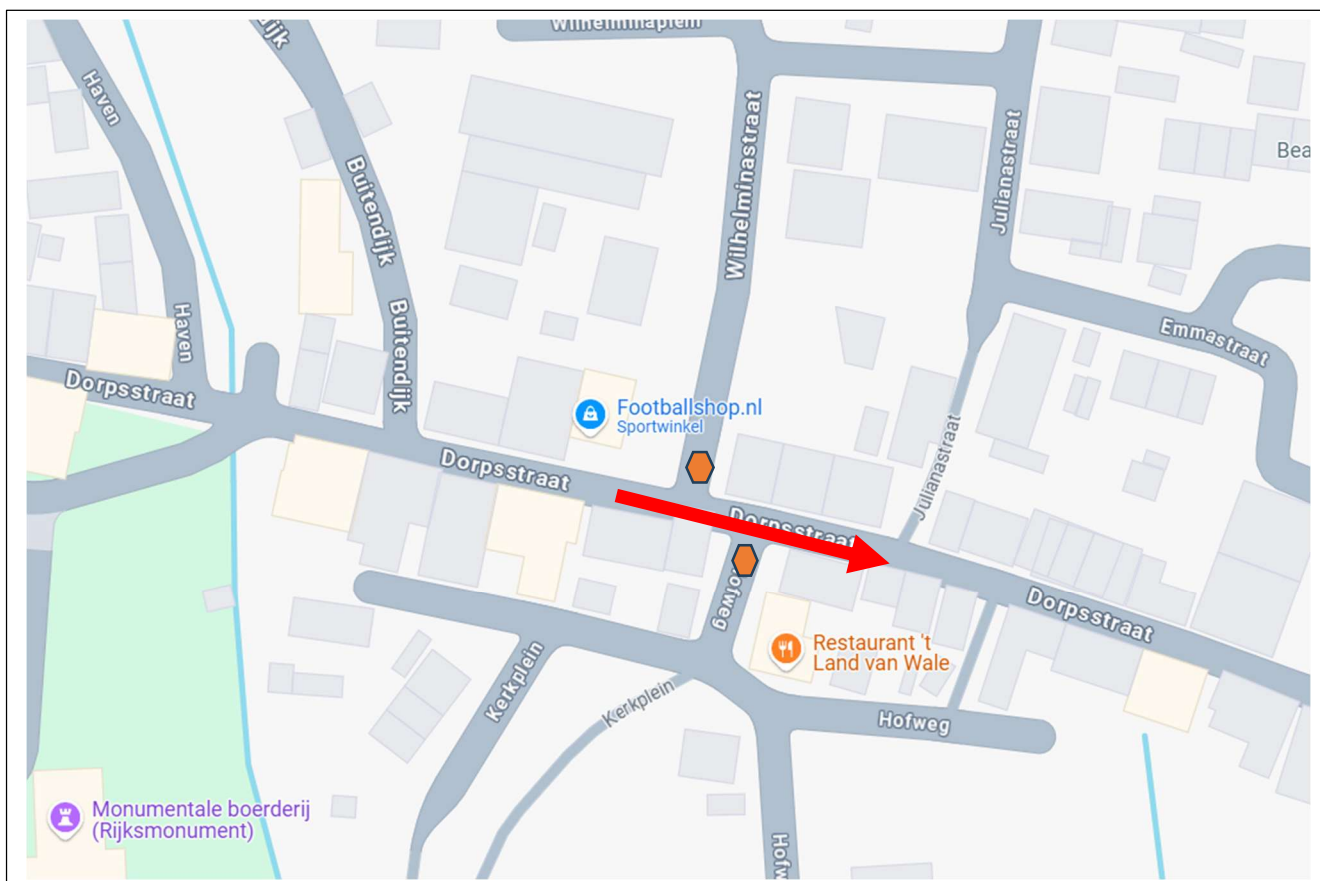 Wilhelminaplein
Haven
Buitendijk
Wilhelminastraat
Julianastraat
Bea
Haven
Buitendijk
Emmastraat
Dorpsstraat
Footballshop.nl
Sportwinkel
Dorpsstraat
Julianastraat
Dorpsstraat
Hofweg
Dorpsstraat
Restaurant 't
Land van Wale
Kerkplein
Kerkplein
Hofweg
Monumentale boerderij
(Rijksmonument)
Hofw